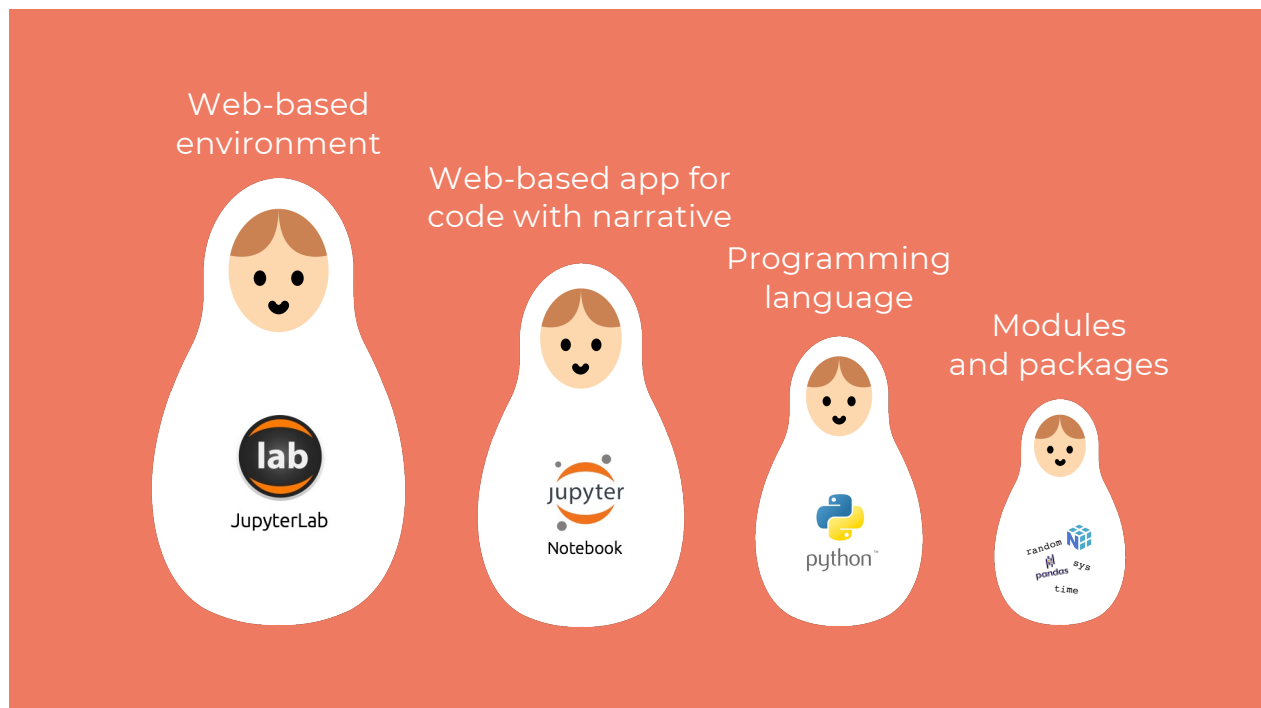 Web-based
environment
Web-based app for
code with narrative
Programming
language
Modules
and packages
lab
JupyterLab
jupyter
Notebook
python™
random
pandas
sys
time